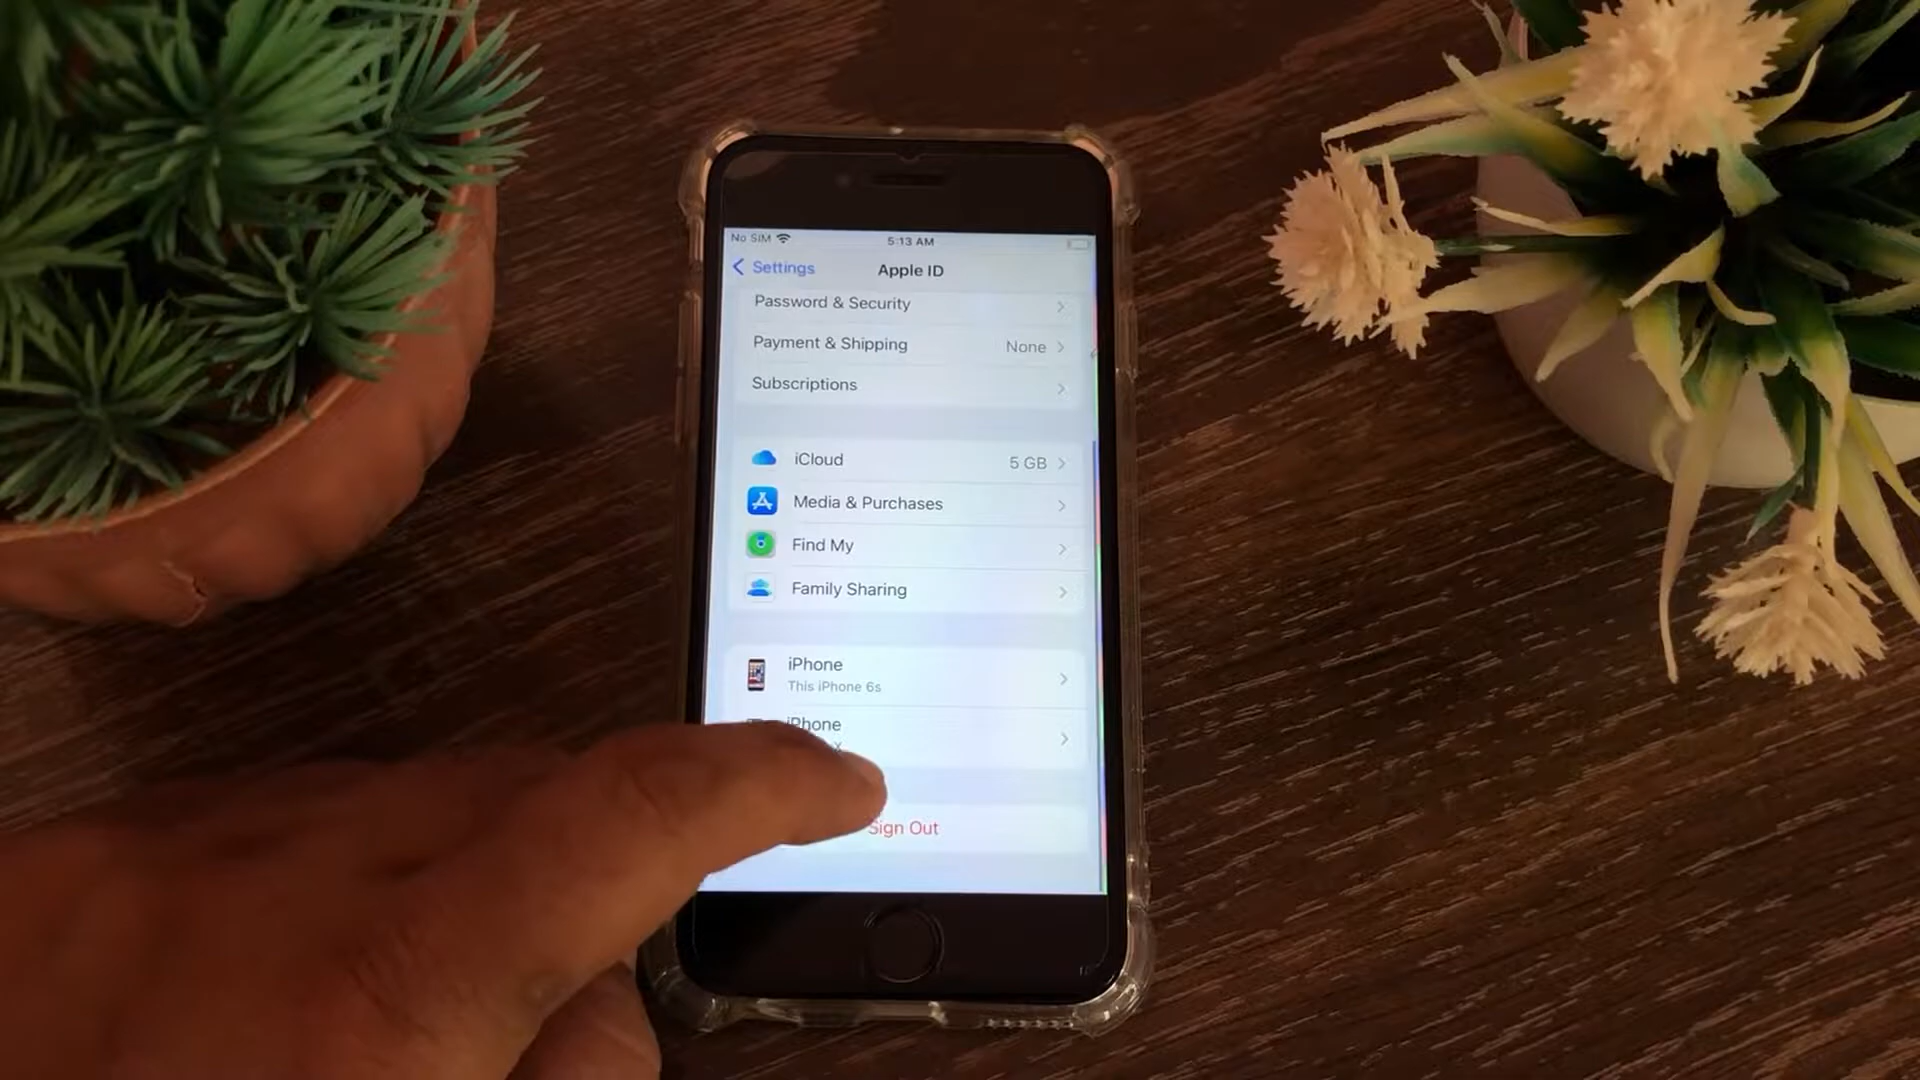 No SIM
5:13 AM
Settings
Apple ID
Password & Security
Payment & Shipping
None
Subscriptions
iCloud
5 GB
Media & Purchases
Find My
Family Sharing
iPhone
This iPhone 6s
iPhone
Sign Out